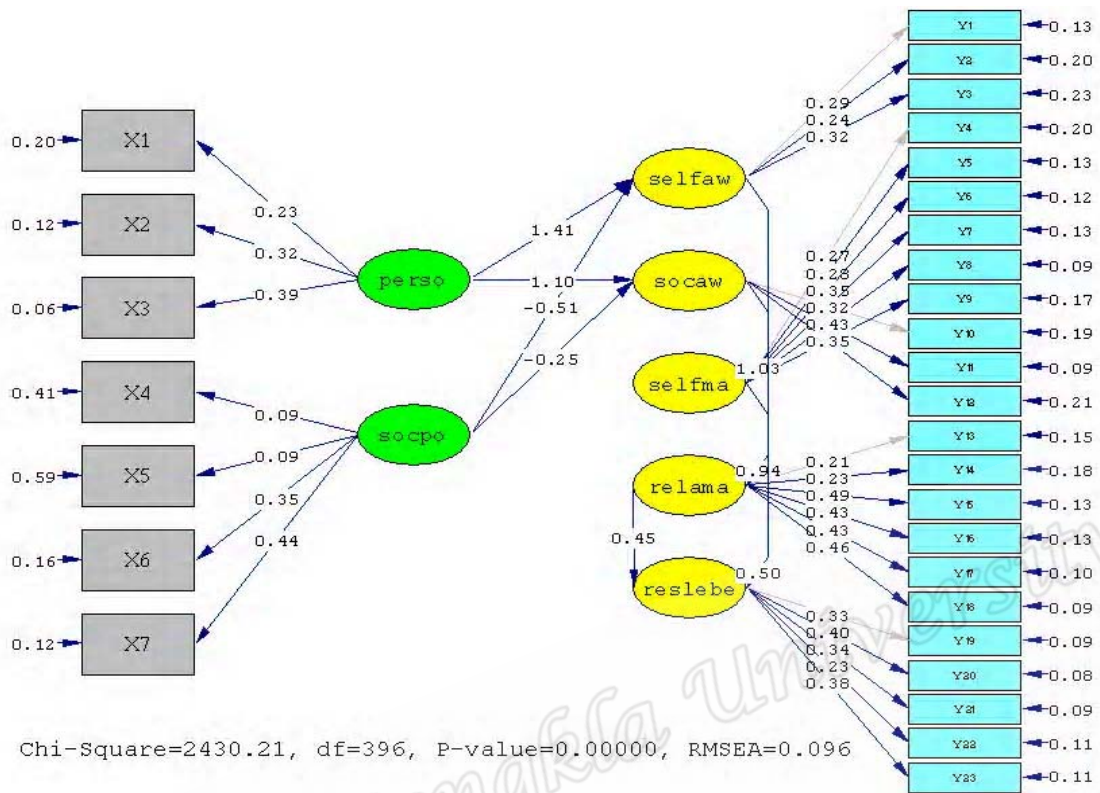 Y1
0.13
Y2
0.20
0.29
Y3
0.23
0.24
0.32
Y4
0.20
0.20
X1
Y5
0.13
selfaw
Y6
0.12
0.23
0.12
X2
1.41
Y7
0.13
0.32
0.27
Y8
0.09
0.28
perso
1.10
socaw
0.35
0.39
Y9
0.17
0.06
X3
-0.51
0.32
0.43
Y10
0.19
0.35
-0.25
Y11
0.09
1.03
selfma
0.41
X4
Y12
0.21
0.09
socpo
Y13
0.15
0.09
0.94
0.21
0.59
X5
0.23
Y14
0.18
relama
0.49
0.35
Y15
0.13
0.43
0.44
0.45
0.43
Y16
0.13
0.16
X6
0.46
Y17
0.10
0.50
reslebe
Y18
0.09
0.33
0.12
X7
0.40
Y19
0.09
0.34
0.23
Y20
0.08
0.38
Y21
0.09
Chi-Square=2430.21, df=396, P-value=0.00000, RMSEA=0.096
Y22
0.11
Y23
0.11